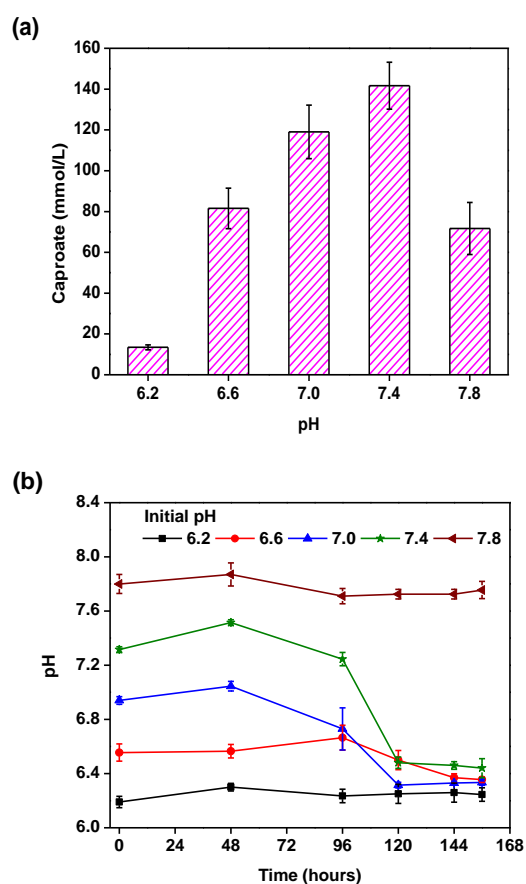 (a)
160
140
120
100
80
60
40
20
0
Caproate (mmol/L)
6.2 6.6 7.0 7.4 7.8
pH
(b)
8.4
8.0
7.6
7.2
6.8
6.4
6.0
pH
Initial pH
6.2 6.6 7.0 7.4 7.8
0 24 48 72 96 120 144 168
Time (hours)